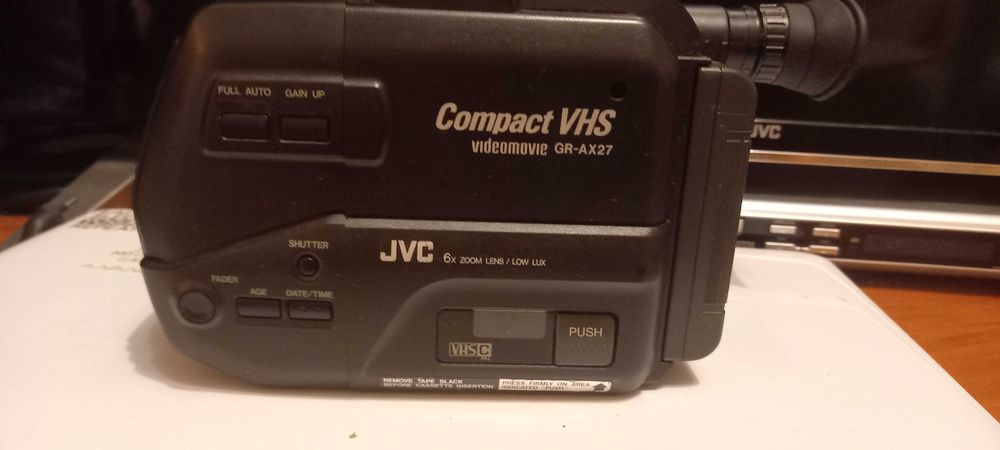 FULL AUTO GAIN UP
Compact VHS
videomovie GR-AX27
JVC
SHUTTER
JVC 6X ZOOM LENS / LOW LUX
FADER
AGE DATE/TIME
PUSH
VHS C
PAL
REMOVE TAPE SLACK
BEFORE CASSETTE INSERTION
PRESS FIRMLY ON AREA
INDICATED "PUSH"